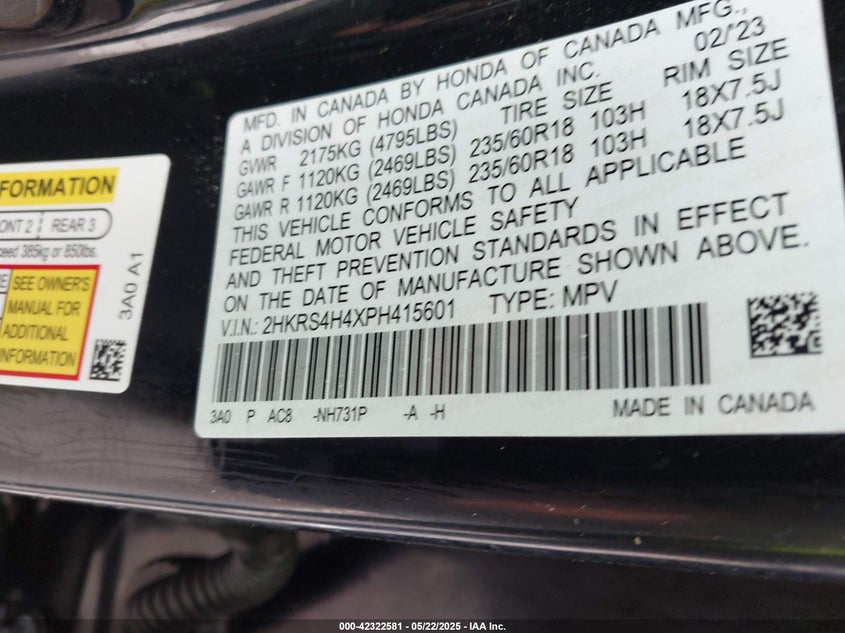 FORMATION
ONT 2 REAR 3
ceed 385kg or 850lbs.
SEE OWNER'S
MANUAL FOR
ADDITIONAL
INFORMATION
3A0 A1
MFD. IN CANADA BY HONDA OF CANADA MFG.,
A DIVISION OF HONDA CANADA INC. 02/'23
GVWR 2175KG (4795LBS) TIRE SIZE RIM SIZE
GAWR F 1120KG (2469LBS) 235/60R18 103H 18X7.5J
GAWR R 1120KG (2469LBS) 235/60R18 103H 18X7.5J
THIS VEHICLE CONFORMS TO ALL APPLICABLE
FEDERAL MOTOR VEHICLE SAFETY
AND THEFT PREVENTION STANDARDS IN EFFECT
ON THE DATE OF MANUFACTURE SHOWN ABOVE.
V.I.N.: 2HKRS4H4XPH415601 TYPE: MPV
3A0 P AC8 -NH731P -A -H MADE IN CANADA
000-42322581 - 05/22/2025 - IAA Inc.